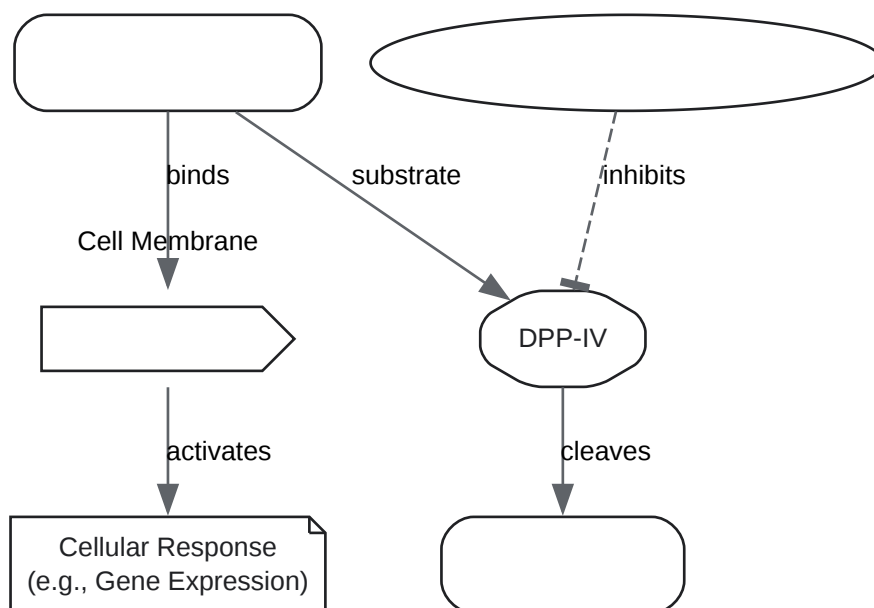 binds
substrate
inhibits
Cell Membrane
DPP-IV
activates
cleaves
Cellular Response
(e.g., Gene Expression)